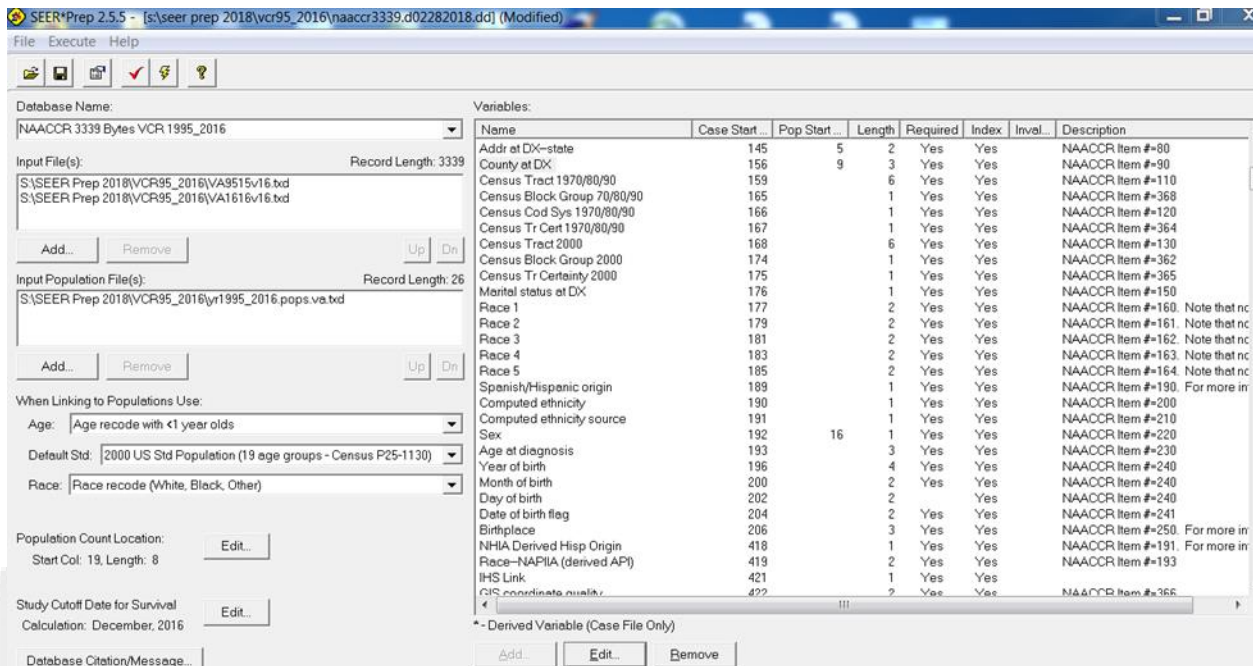 SEER*Prep 2.5.5 - [s:\seer prep 2018\vcr95_2016\naaccr3339.d02282018.dd] (Modified)
File Execute Help
Database Name:
NAACCR 3339 Bytes VCR 1995_2016
Input File(s): Record Length: 3339
S:\SEER Prep 2018\VCR95_2016\VA9515v16.txd
S:\SEER Prep 2018\VCR95_2016\VA1616v16.txd
Add... Remove Up Dn
Input Population File(s): Record Length: 26
S:\SEER Prep 2018\VCR95_2016\yr1995_2016.pops.va.txd
Add... Remove Up Dn
When Linking to Populations Use:
Age: Age recode with <1 year olds
Default Std: 2000 US Std Population (19 age groups - Census P25-1130)
Race: Race recode (White, Black, Other)
Population Count Location:
Edit...
Start Col: 19, Length: 8
Study Cutoff Date for Survival
Edit...
Calculation: December, 2016
Database Citation/Message...
Variables:
Name Case Start ... Pop Start ... Length Required Index Inval... Description
Addr at DX--state 145 5 2 Yes Yes NAACCR Item #=80
County at DX 156 9 3 Yes Yes NAACCR Item #=90
Census Tract 1970/80/90 159 6 Yes Yes NAACCR Item #=110
Census Block Group 70/80/90 165 1 Yes Yes NAACCR Item #=368
Census Cod Sys 1970/80/90 166 1 Yes Yes NAACCR Item #=120
Census Tr Cert 1970/80/90 167 1 Yes Yes NAACCR Item #=364
Census Tract 2000 168 6 Yes Yes NAACCR Item #=130
Census Block Group 2000 174 1 Yes Yes NAACCR Item #=362
Census Tr Certainty 2000 175 1 Yes Yes NAACCR Item #=365
Marital status at DX 176 1 Yes Yes NAACCR Item #=150
Race 1 177 2 Yes Yes NAACCR Item #=160. Note that nc
Race 2 179 2 Yes Yes NAACCR Item #=161. Note that nc
Race 3 181 2 Yes Yes NAACCR Item #=162. Note that nc
Race 4 183 2 Yes Yes NAACCR Item #=163. Note that nc
Race 5 185 2 Yes Yes NAACCR Item #=164. Note that nc
Spanish/Hispanic origin 189 1 Yes Yes NAACCR Item #=190. For more in
Computed ethnicity 190 1 Yes Yes NAACCR Item #=200
Computed ethnicity source 191 1 Yes Yes NAACCR Item #=210
Sex 192 16 1 Yes Yes NAACCR Item #=220
Age at diagnosis 193 3 Yes Yes NAACCR Item #=230
Year of birth 196 4 Yes Yes NAACCR Item #=240
Month of birth 200 2 Yes Yes NAACCR Item #=240
Day of birth 202 2 Yes NAACCR Item #=240
Date of birth flag 204 2 Yes Yes NAACCR Item #=241
Birthplace 206 3 Yes Yes NAACCR Item #=250. For more in
NHIA Derived Hisp Origin 418 1 Yes Yes NAACCR Item #=191. For more in
Race--NAPIIA (derived API) 419 2 Yes Yes NAACCR Item #=193
IHS Link 421 1 Yes Yes
GIS coordinate quality 422 2 Yes Yes NAACCR Item #=366
* - Derived Variable (Case File Only)
Add... Edit... Remove